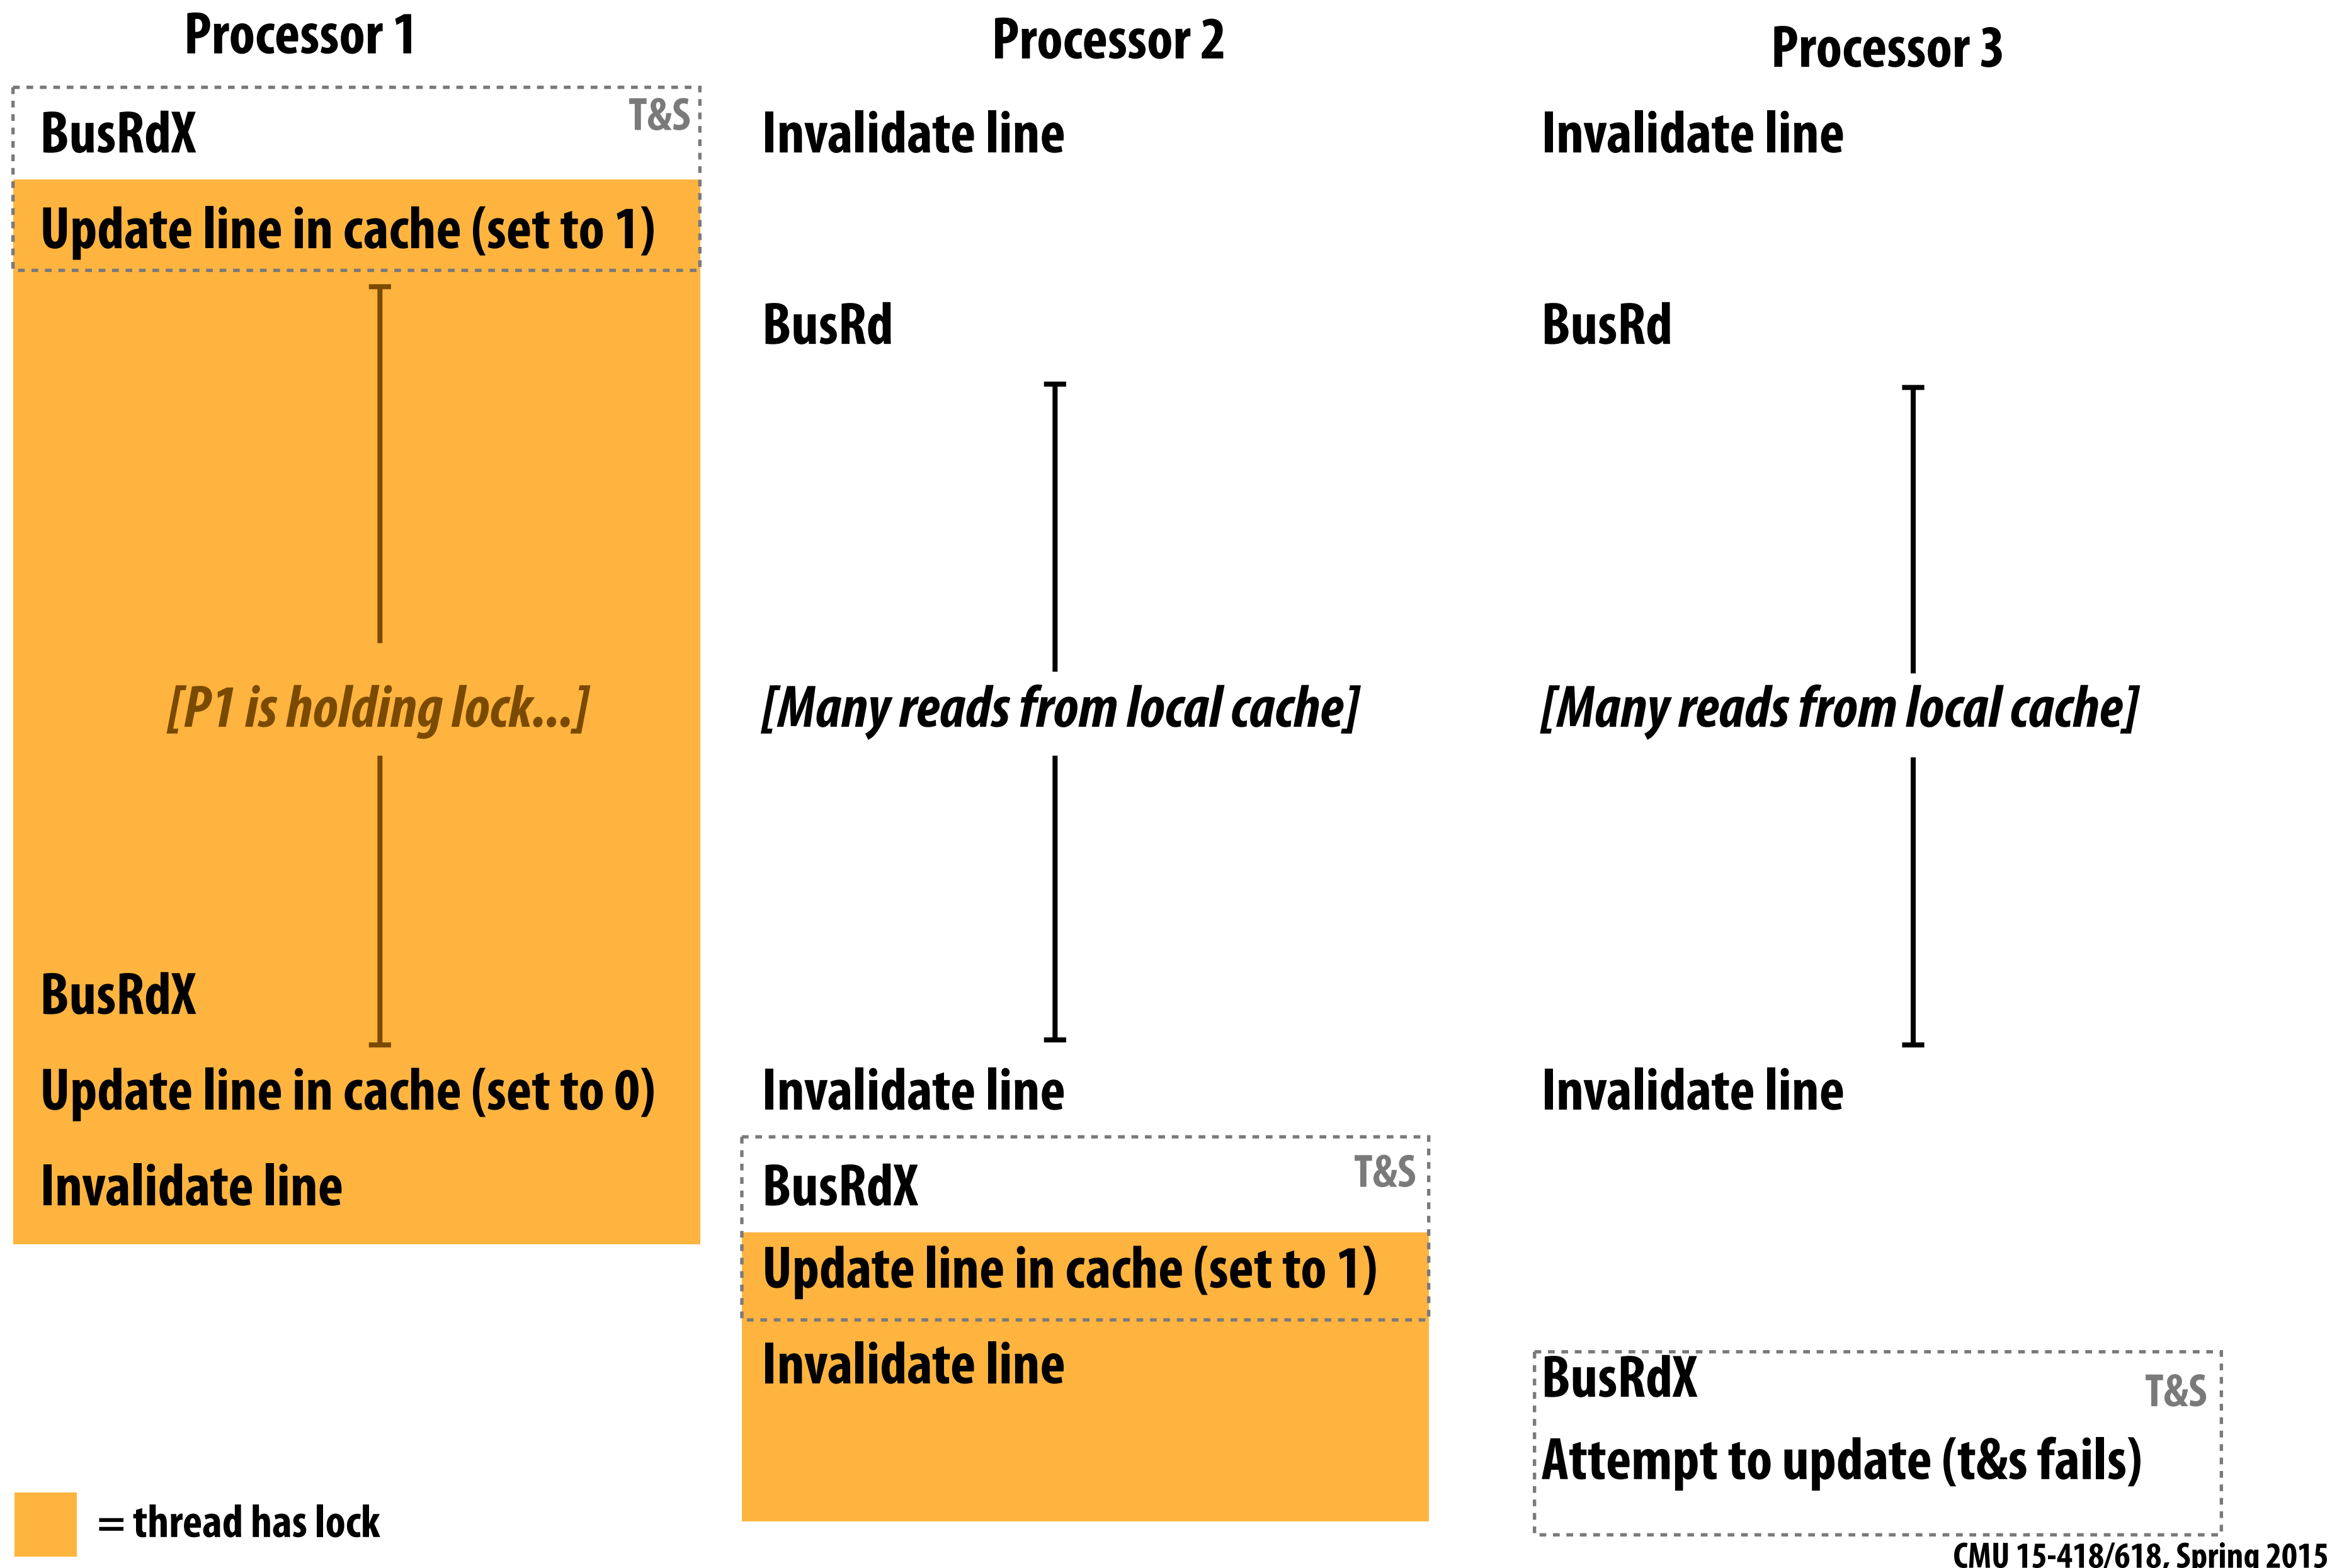 Processor 1
BusRdX
T&S
Update line in cache (set to 1)
[P1 is holding lock...]
BusRdX
Update line in cache (set to 0)
Invalidate line
Processor 2
Invalidate line
BusRd
[Many reads from local cache]
Invalidate line
BusRdX
T&S
Update line in cache (set to 1)
Invalidate line
Processor 3
Invalidate line
BusRd
[Many reads from local cache]
Invalidate line
BusRdX
T&S
Attempt to update (t&s fails)
= thread has lock
CMU 15-418/618, Spring 2015